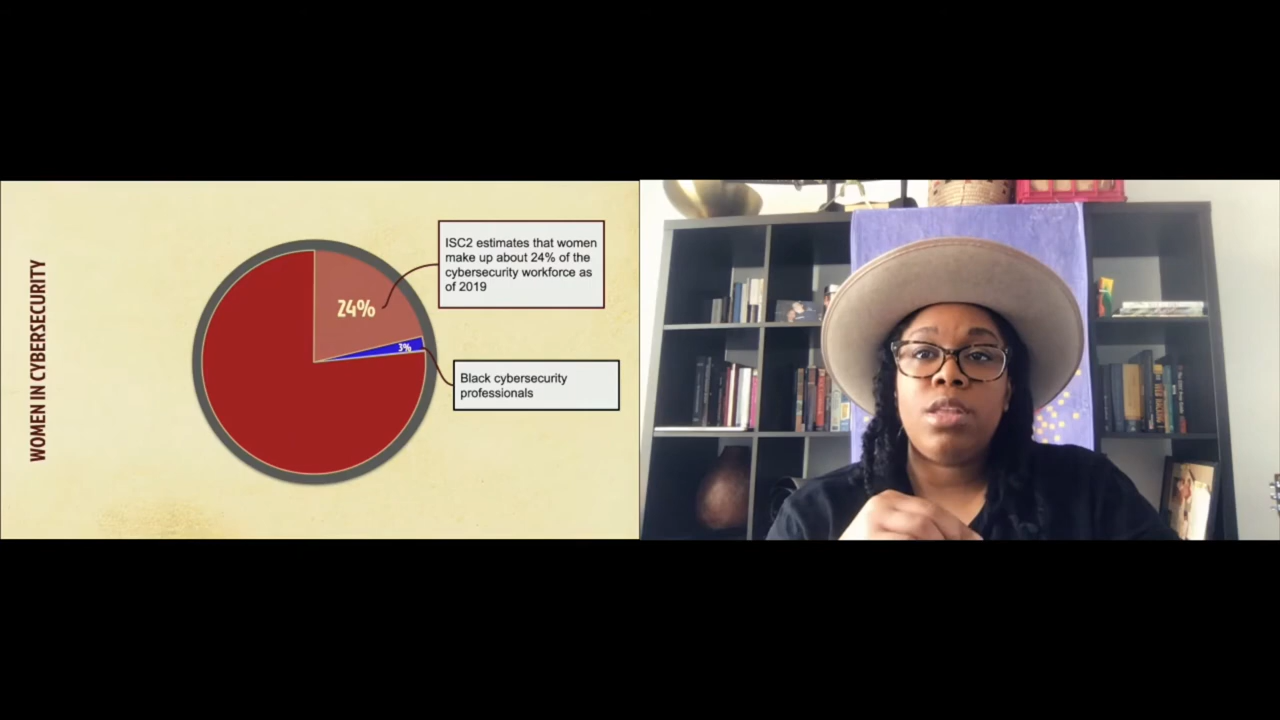 WOMEN IN CYBERSECURITY
24%
3%
ISC2 estimates that women
make up about 24% of the
cybersecurity workforce as
of 2019
Black cybersecurity
professionals